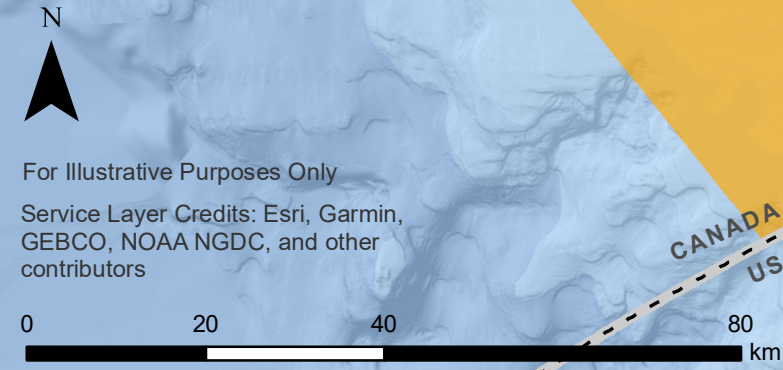 N
For Illustrative Purposes Only
Service Layer Credits: Esri, Garmin,
GEBCO, NOAA NGDC, and other
contributors
CANADA
US
0 20 40 80
km